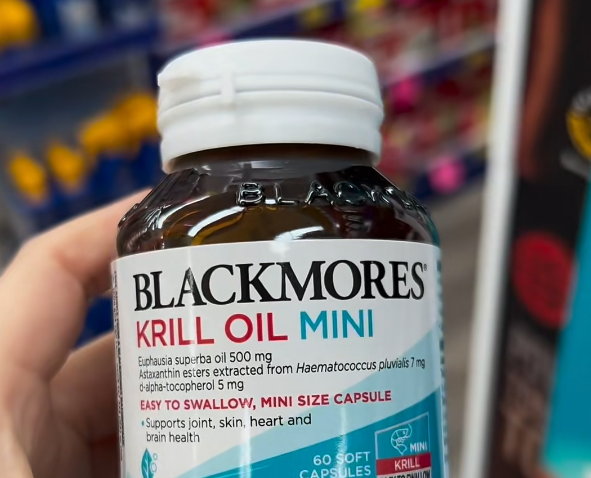 BLACKMORES®
KRILL OIL MINI
Euphausia superba oil 500 mg
Astaxanthin esters extracted from Haematococcus pluvialis 7 mg
d-alpha-tocopherol 5 mg
EASY TO SWALLOW, MINI SIZE CAPSULE
• Supports joint, skin, heart and
brain health
60 SOFT
CAPSULES
MINI
KRILL